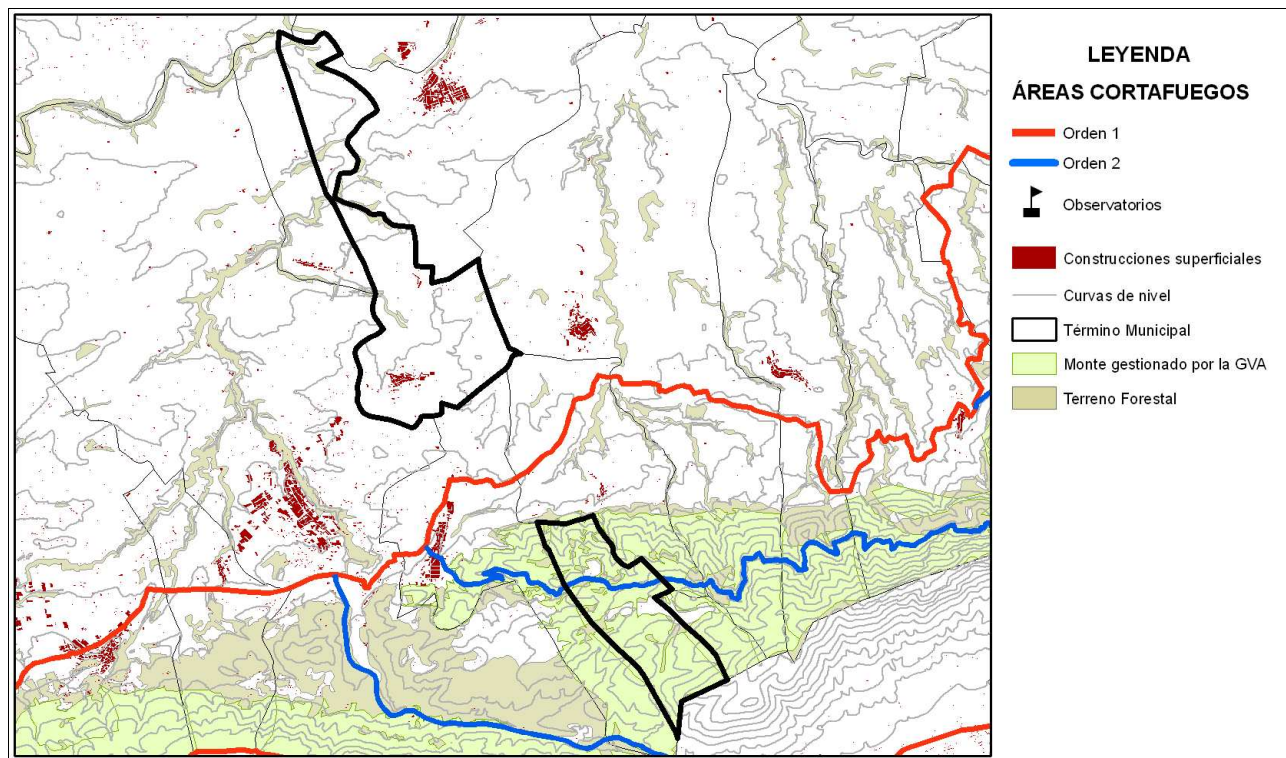 LEYENDA
ÁREAS CORTAFUEGOS
Orden 1
Orden 2
Observatorios
Construcciones superficiales
Curvas de nivel
Término Municipal
Monte gestionado por la GVA
Terreno Forestal